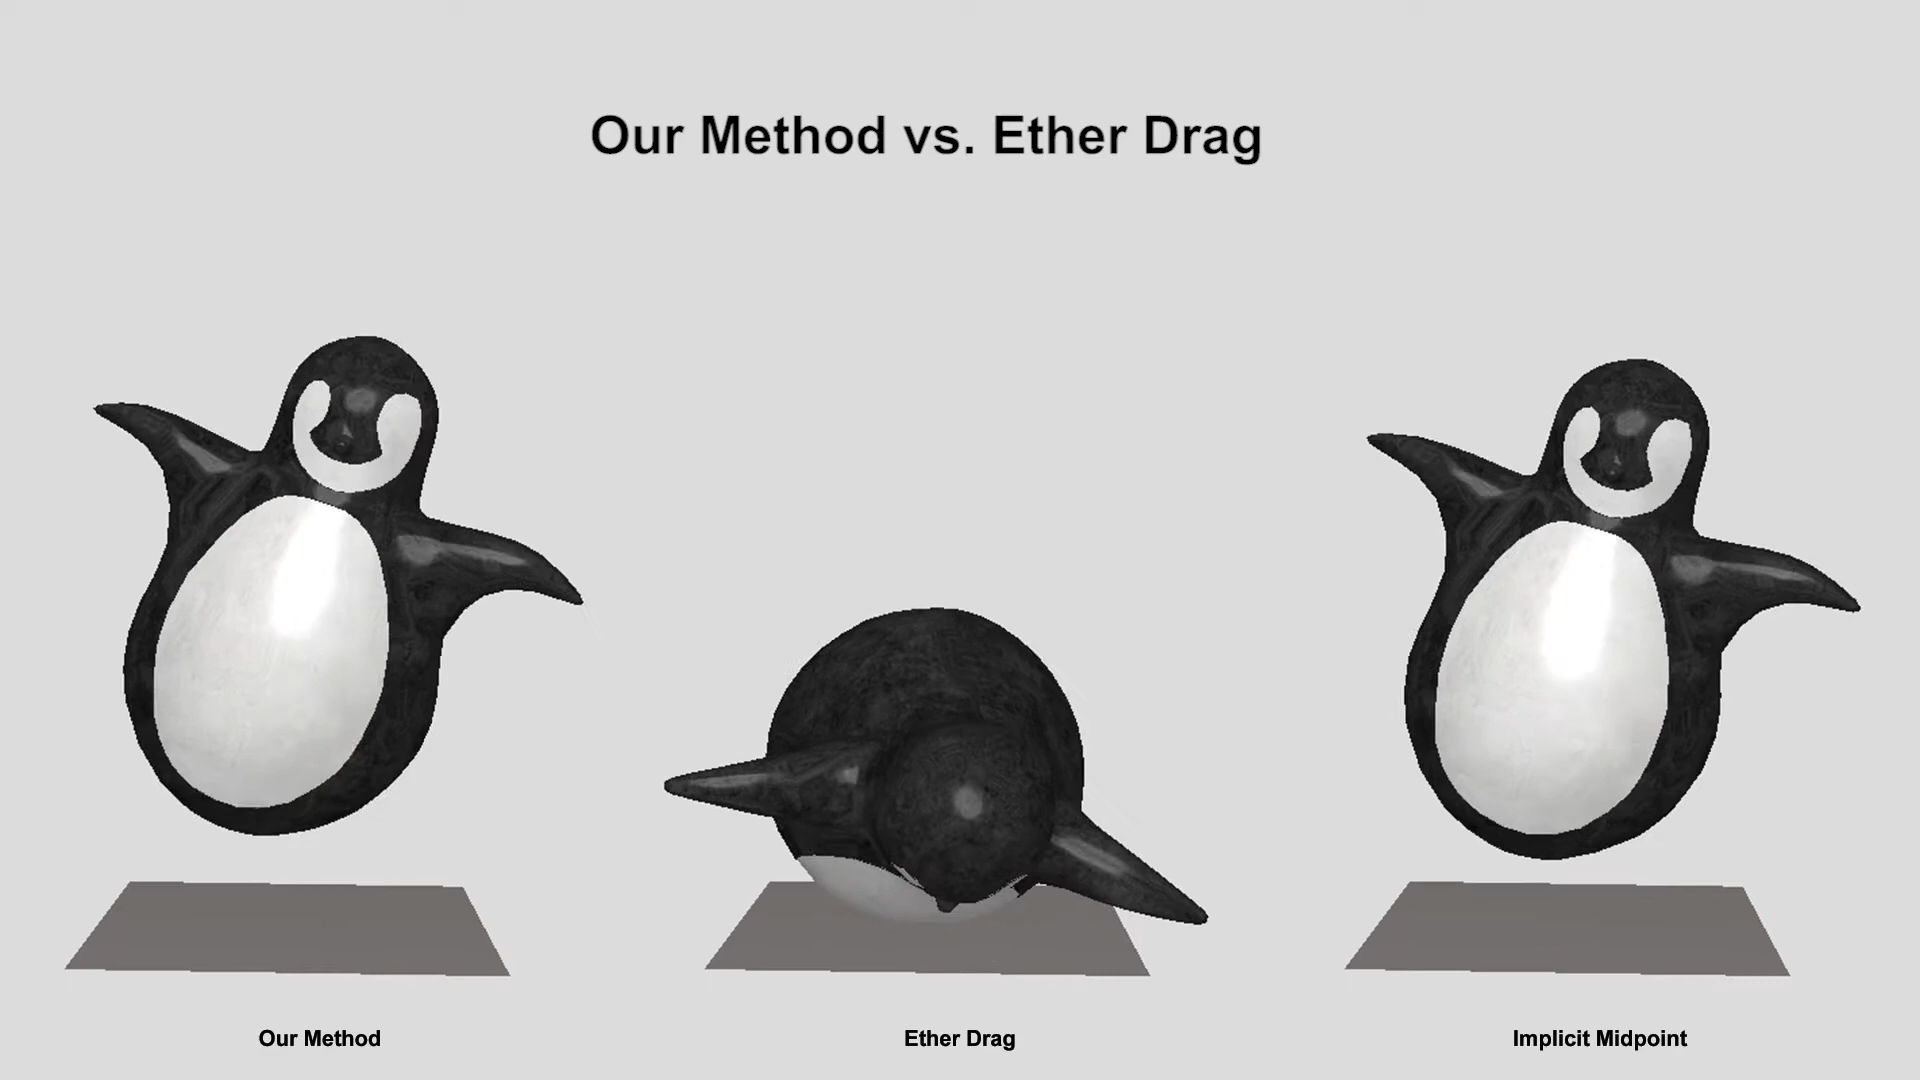 Our Method vs. Ether Drag
Our Method
Ether Drag
Implicit Midpoint